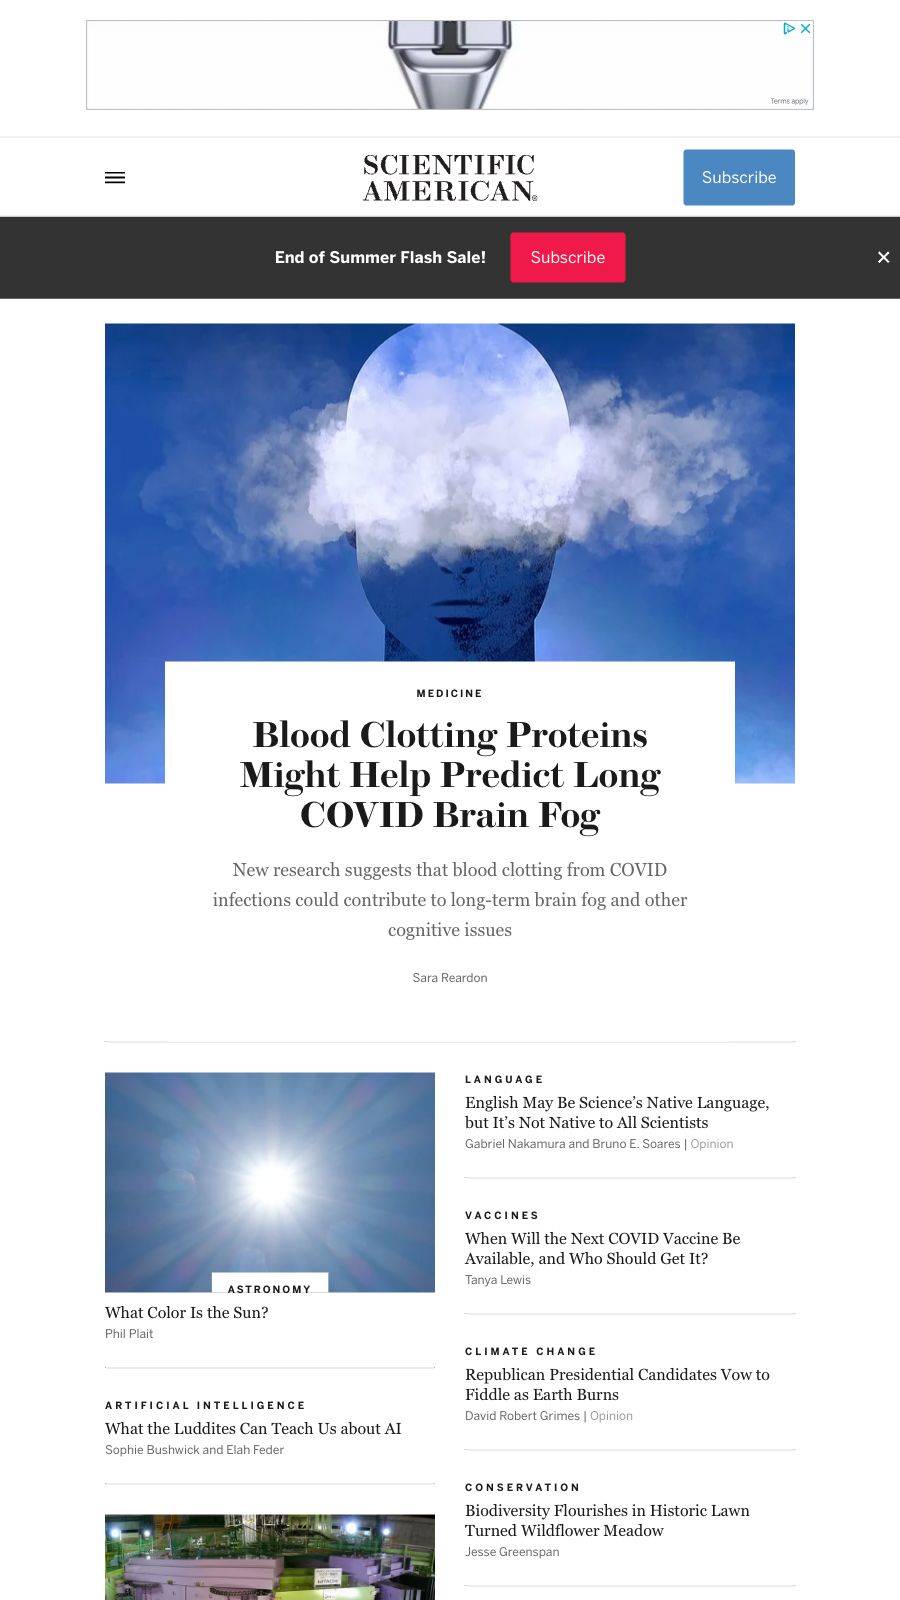 Terms apply
SCIENTIFIC
AMERICAN®
Subscribe
End of Summer Flash Sale!
Subscribe
MEDICINE
Blood Clotting Proteins
Might Help Predict Long
COVID Brain Fog
New research suggests that blood clotting from COVID
infections could contribute to long-term brain fog and other
cognitive issues
Sara Reardon
ASTRONOMY
What Color Is the Sun?
Phil Plait
ARTIFICIAL INTELLIGENCE
What the Luddites Can Teach Us about AI
Sophie Bushwick and Elah Feder
LANGUAGE
English May Be Science’s Native Language,
but It’s Not Native to All Scientists
Gabriel Nakamura and Bruno E. Soares | Opinion
VACCINES
When Will the Next COVID Vaccine Be
Available, and Who Should Get It?
Tanya Lewis
CLIMATE CHANGE
Republican Presidential Candidates Vow to
Fiddle as Earth Burns
David Robert Grimes | Opinion
CONSERVATION
Biodiversity Flourishes in Historic Lawn
Turned Wildflower Meadow
Jesse Greenspan